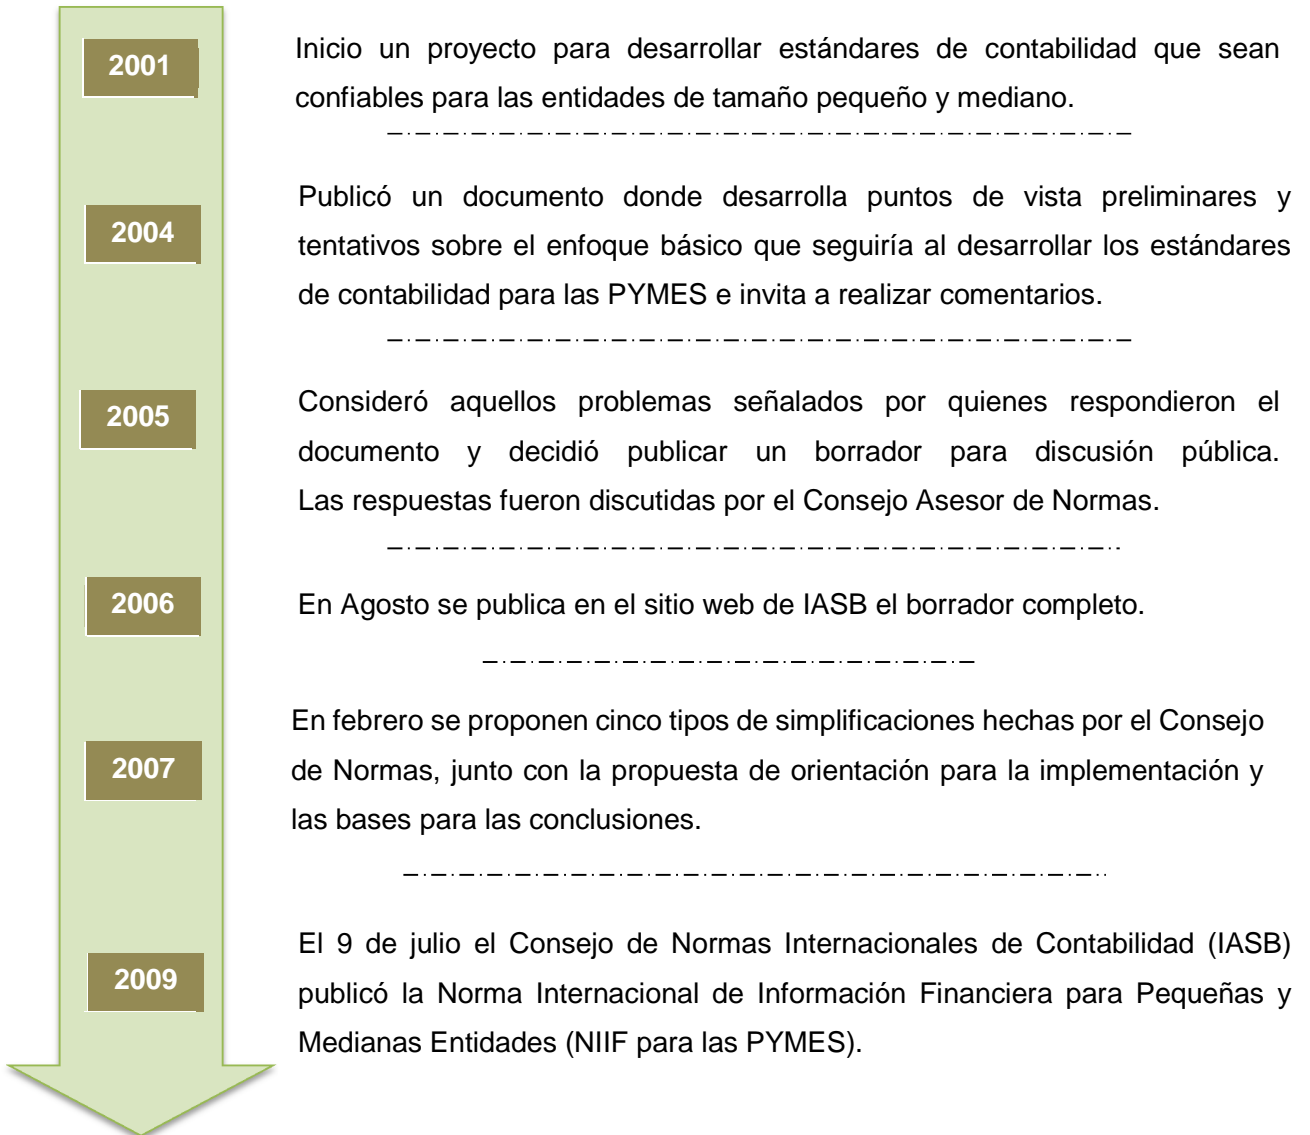 2001
Inicio un proyecto para desarrollar estándares de contabilidad que sean
confiables para las entidades de tamaño pequeño y mediano.
2004
Publicó un documento donde desarrolla puntos de vista preliminares y
tentativos sobre el enfoque básico que seguiría al desarrollar los estándares
de contabilidad para las PYMES e invita a realizar comentarios.
2005
Consideró aquellos problemas señalados por quienes respondieron el
documento y decidió publicar un borrador para discusión pública.
Las respuestas fueron discutidas por el Consejo Asesor de Normas.
2006
En Agosto se publica en el sitio web de IASB el borrador completo.
2007
En febrero se proponen cinco tipos de simplificaciones hechas por el Consejo
de Normas, junto con la propuesta de orientación para la implementación y
las bases para las conclusiones.
2009
El 9 de julio el Consejo de Normas Internacionales de Contabilidad (IASB)
publicó la Norma Internacional de Información Financiera para Pequeñas y
Medianas Entidades (NIIF para las PYMES).